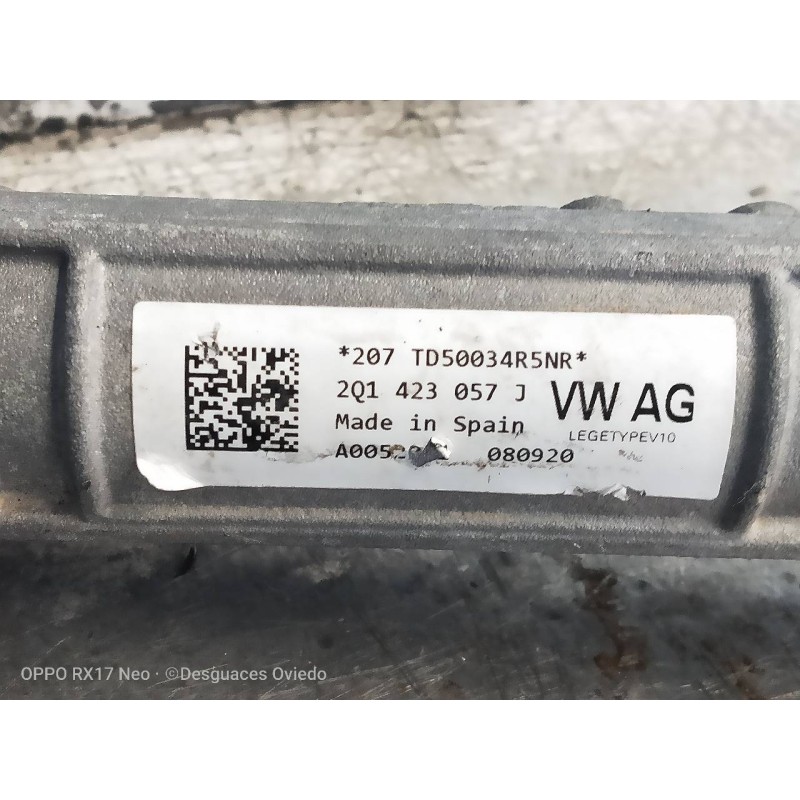 *207 TD50034R5NR*
2Q1 423 057 J
Made in Spain
080920
VW AG
LEGETYPEV10
OPPO RX17 Neo · ©Desguaces Oviedo